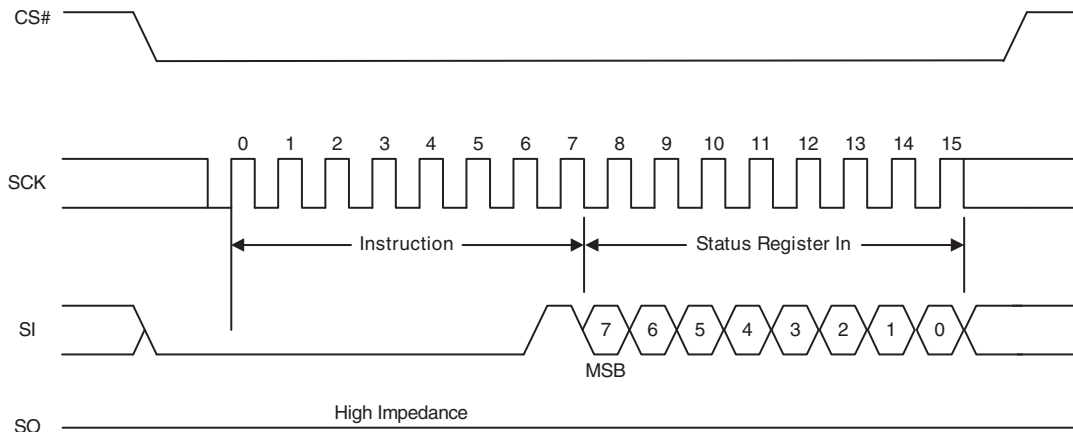 CS#
0 1 2 3 4 5 6 7 8 9 10 11 12 13 14 15
SCK
Instruction Status Register In
SI 7 6 5 4 3 2 1 0
MSB
High Impedance
SO